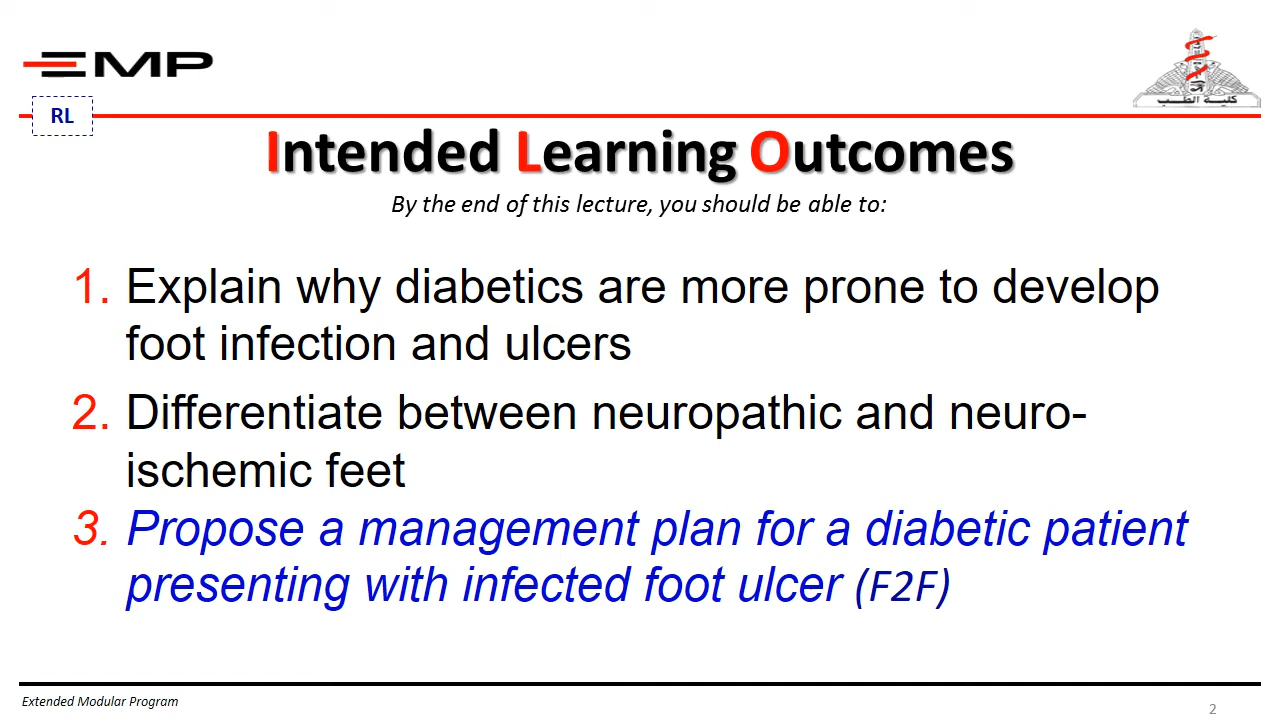 EMP
كلية الطب
RL
Intended Learning Outcomes
By the end of this lecture, you should be able to:
1. Explain why diabetics are more prone to develop
foot infection and ulcers
2. Differentiate between neuropathic and neuro-
ischemic feet
3. Propose a management plan for a diabetic patient
presenting with infected foot ulcer (F2F)
Extended Modular Program
2